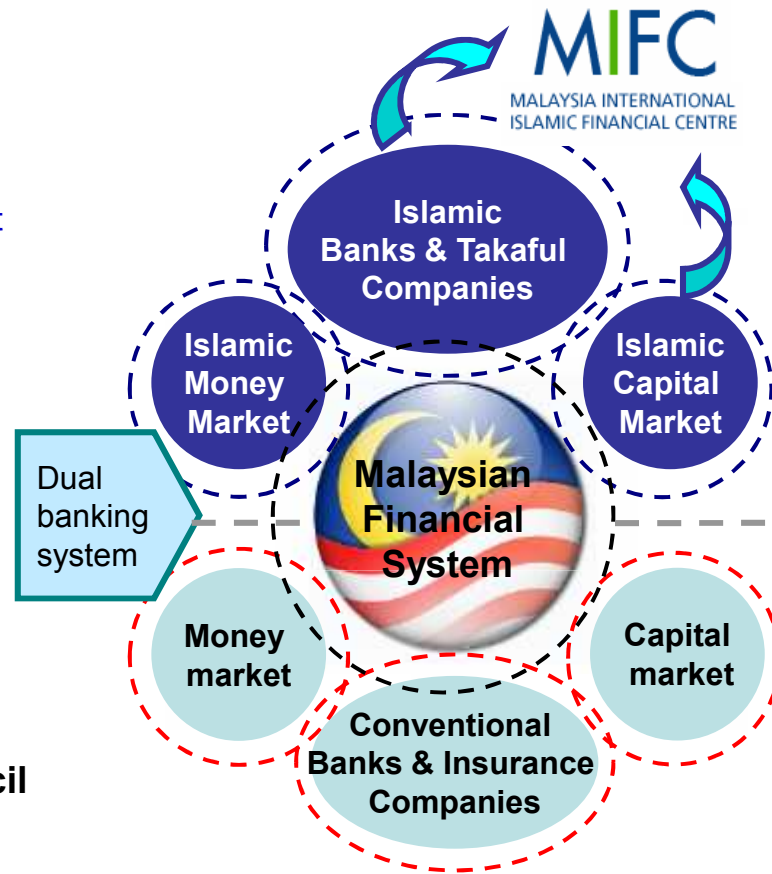 MIFC
MALAYSIA INTERNATIONAL
ISLAMIC FINANCIAL CENTRE
Islamic
Banks & Takaful
Companies
Islamic
Money
Market
Islamic
Capital
Market
Dual
banking
system
Malaysian
Financial
System
Money
market
Capital
market
Conventional
Banks & Insurance
Companies
cil